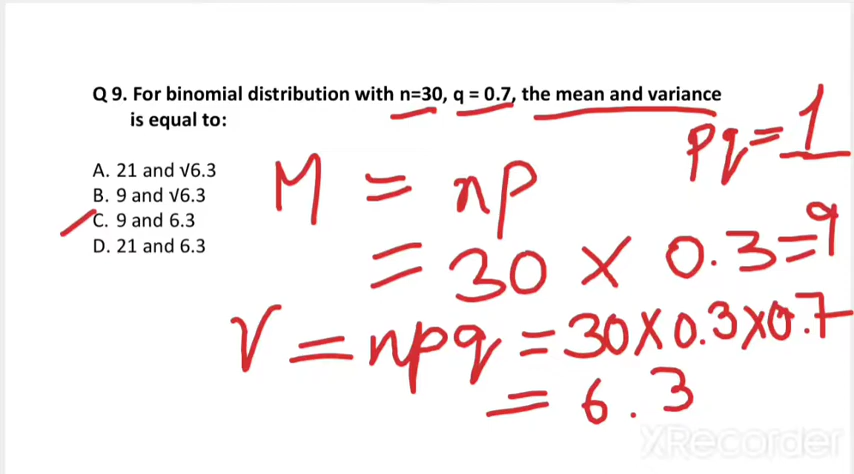 Q 9. For binomial distribution with n=30, q = 0.7, the mean and variance
is equal to:
pq=1
A. 21 and √6.3
B. 9 and √6.3
C. 9 and 6.3
D. 21 and 6.3
M = np
= 30 × 0.3=9
V = npq = 30×0.3×0.7
= 6.3
XRecorder